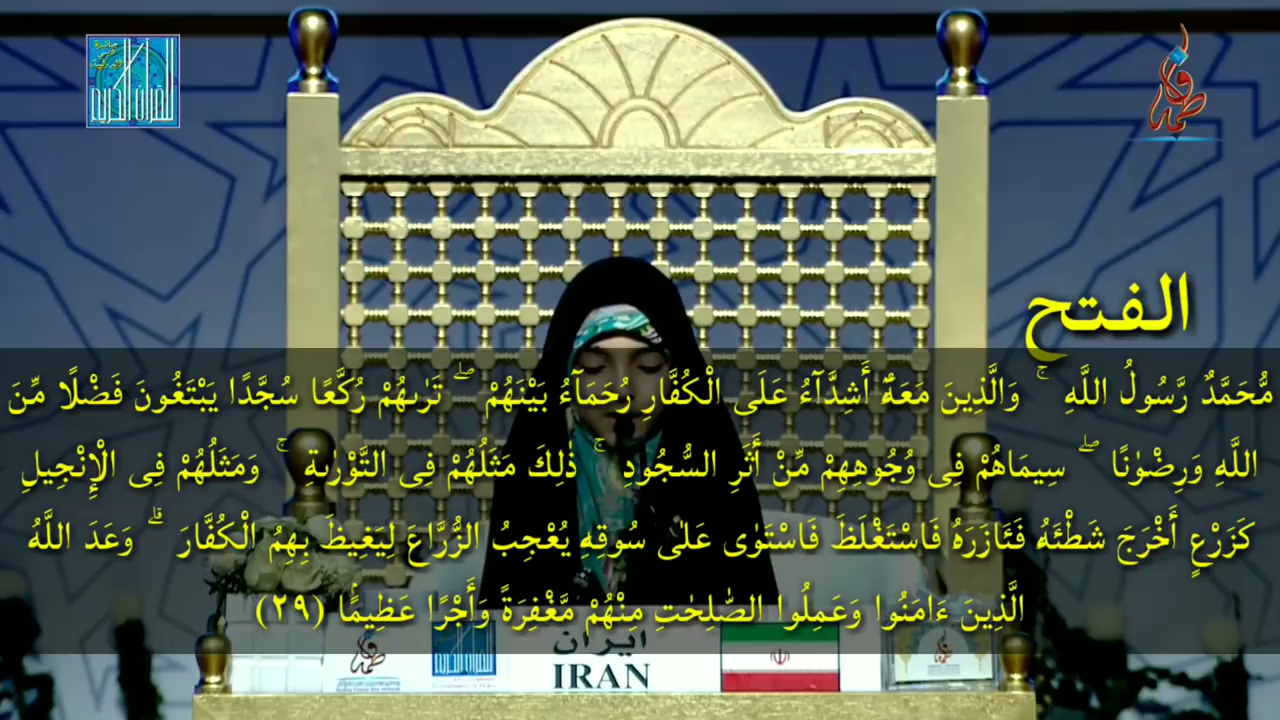 الفتح
مُّحَمَّدٌ رَّسُولُ اللَّهِ ۚ وَالَّذِينَ مَعَهُۥٓ أَشِدَّآءُ عَلَى الْكُفَّارِ رُحَمَآءُ بَيْنَهُمْ ۖ تَرَىٰهُمْ رُكَّعًا سُجَّدًا يَبْتَغُونَ فَضْلًا مِّنَ
اللَّهِ وَرِضْوَٰنًا ۖ سِيمَاهُمْ فِى وُجُوهِهِمْ مِّنْ أَثَرِ السُّجُودِ ۚ ذَٰلِكَ مَثَلُهُمْ فِى التَّوْرَىٰةِ ۚ وَمَثَلُهُمْ فِى الْإِنْجِيلِ
كَزَرْعٍ أَخْرَجَ شَطْـَٔهُۥ فَـَٔازَرَهُۥ فَاسْتَغْلَظَ فَاسْتَوَىٰ عَلَىٰ سُوقِهِۦ يُعْجِبُ الزُّرَّاعَ لِيَغِيظَ بِهِمُ الْكُفَّارَ ۗ وَعَدَ اللَّهُ
الَّذِينَ ءَامَنُوا وَعَمِلُوا الصَّٰلِحَٰتِ مِنْهُمْ مَّغْفِرَةً وَأَجْرًا عَظِيمًۢا (٢٩)
ايران
IRAN